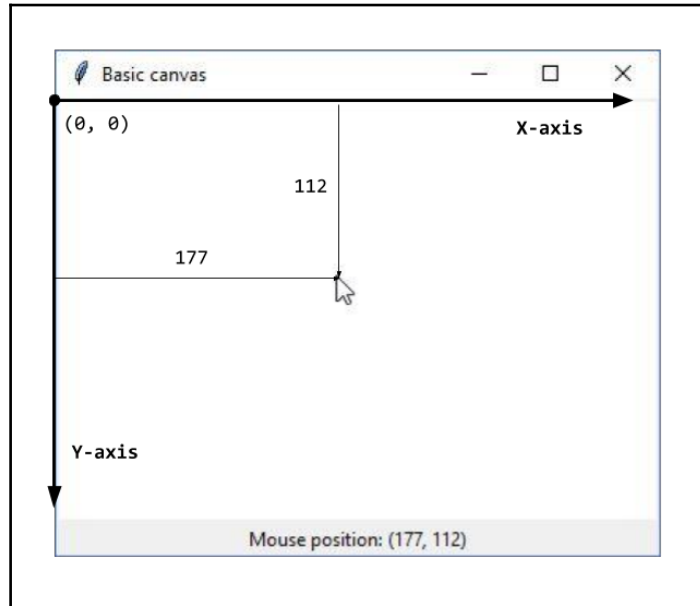 Basic canvas
(0, 0)
X-axis
112
177
Y-axis
Mouse position: (177, 112)